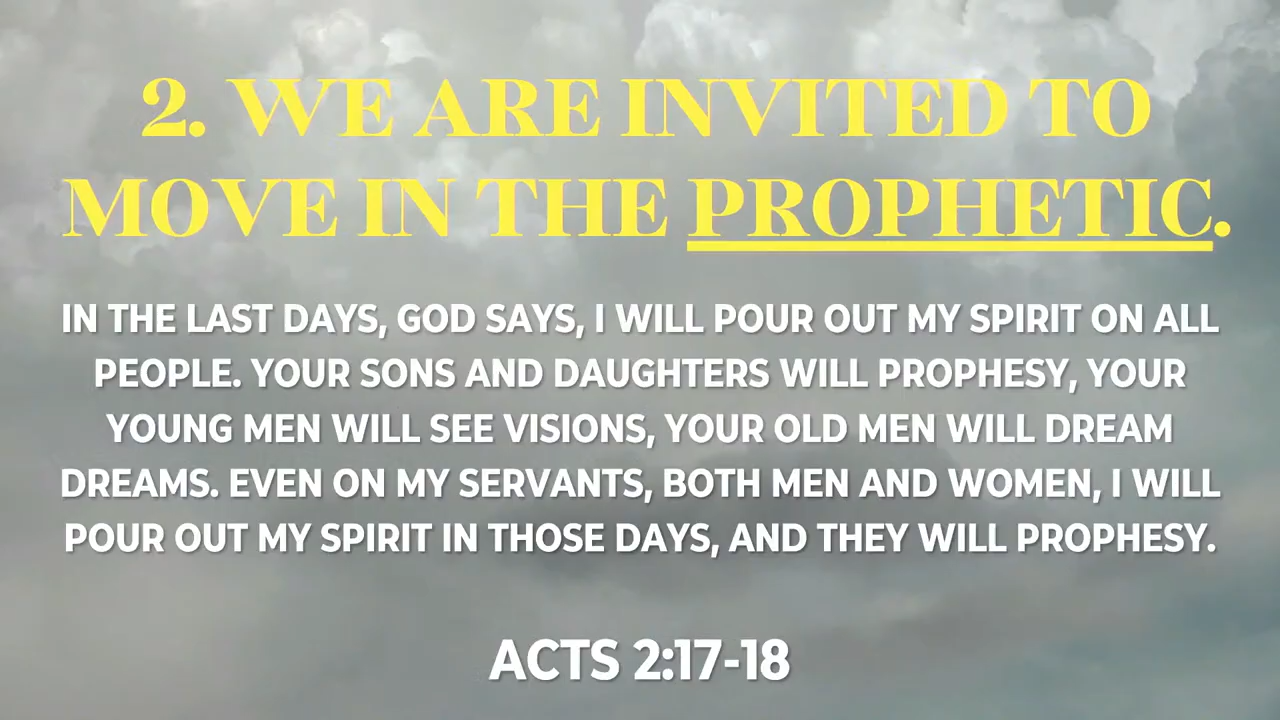 2. WE ARE INVITED TO
MOVE IN THE PROPHETIC.
IN THE LAST DAYS, GOD SAYS, I WILL POUR OUT MY SPIRIT ON ALL
PEOPLE. YOUR SONS AND DAUGHTERS WILL PROPHESY, YOUR
YOUNG MEN WILL SEE VISIONS, YOUR OLD MEN WILL DREAM
DREAMS. EVEN ON MY SERVANTS, BOTH MEN AND WOMEN, I WILL
POUR OUT MY SPIRIT IN THOSE DAYS, AND THEY WILL PROPHESY.
ACTS 2:17-18